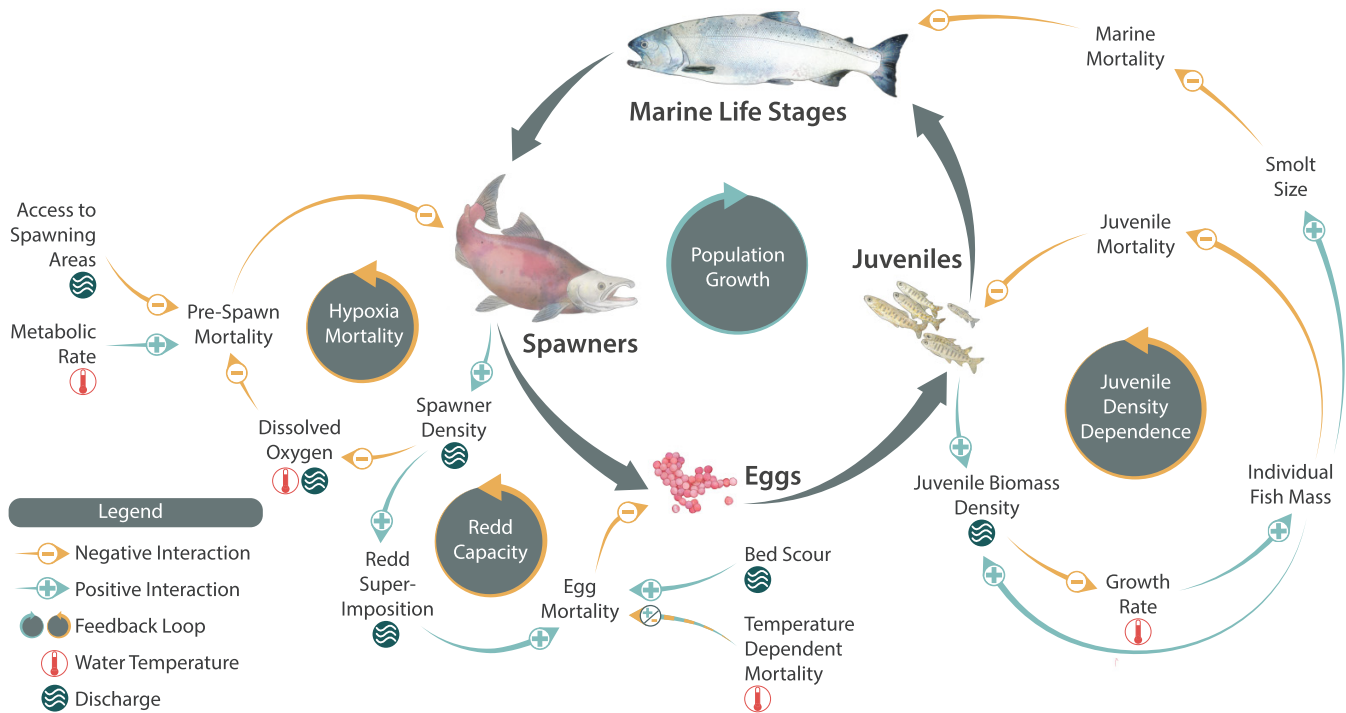 Marine Life Stages
Marine
Mortality
Smolt
Size
Access to
Spawning
Areas
Juvenile
Mortality
Population
Growth
Juveniles
Pre-Spawn
Mortality
Hypoxia
Mortality
Metabolic
Rate
Spawners
Juvenile
Density
Dependence
Spawner
Density
Dissolved
Oxygen
Eggs
Individual
Fish Mass
Juvenile Biomass
Density
Redd
Capacity
Redd
Super-
Imposition
Egg
Mortality
Bed Scour
Growth
Rate
Temperature
Dependent
Mortality
Legend
Negative Interaction
Positive Interaction
Feedback Loop
Water Temperature
Discharge